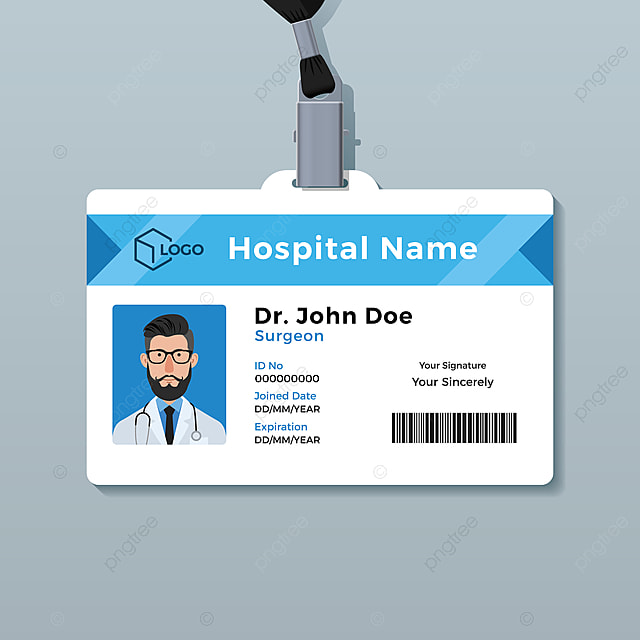 LOGO
Hospital Name
Dr. John Doe
Surgeon
ID No
000000000
Joined Date
DD/MM/YEAR
Expiration
DD/MM/YEAR
Your Signature
Your Sincerely
pngtree